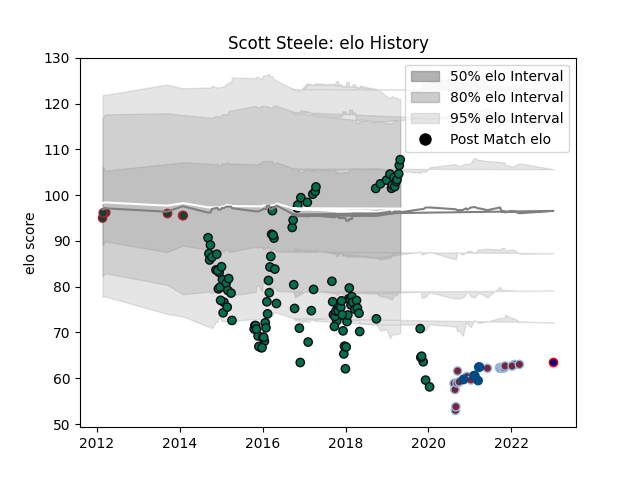 Scott Steele: elo History
130
120
110
100
90
80
70
60
50
elo score
50% elo Interval
80% elo Interval
95% elo Interval
Post Match elo
2012 2014 2016 2018 2020 2022